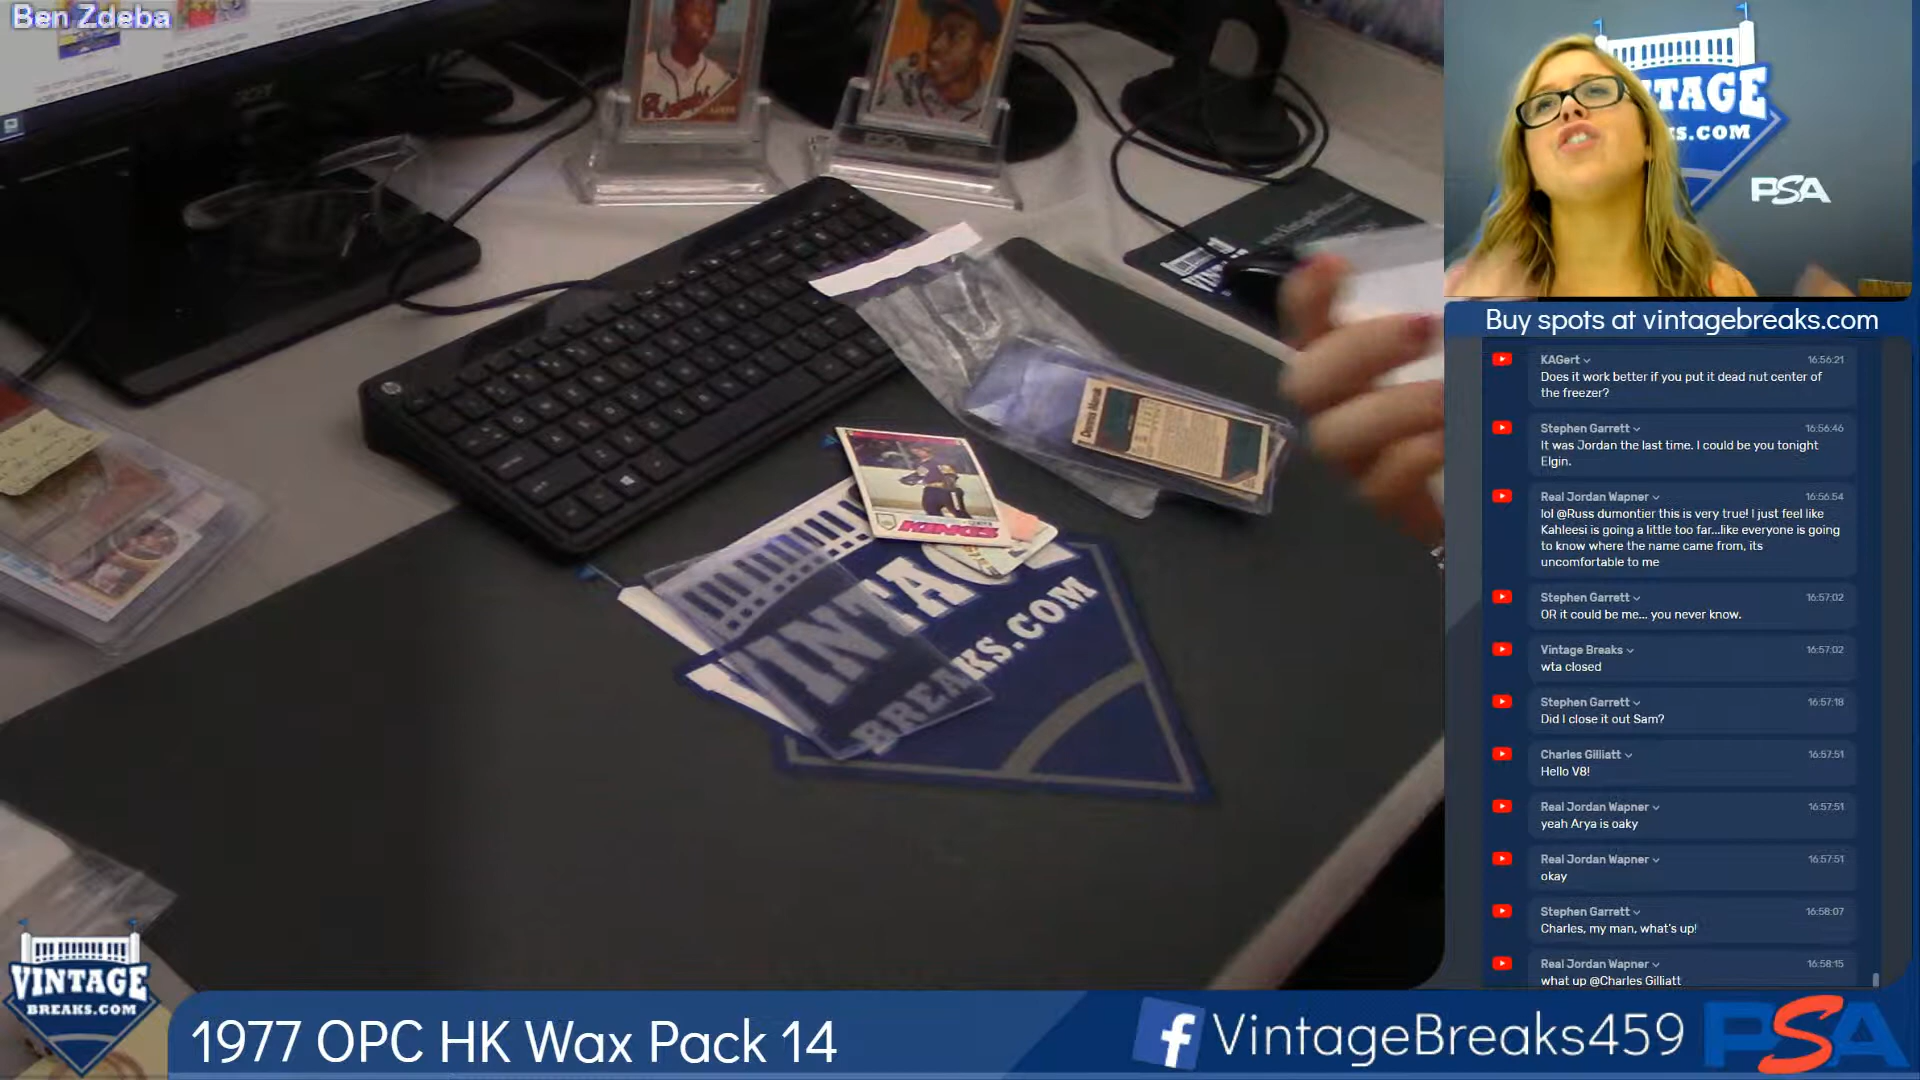 Ben Zdeba
VINTAGE
BREAKS.COM
KINGS
Dennis Maruk
TAGE
KS.COM
PSA
Buy spots at vintagebreaks.com
KAGert 16:56:21
Does it work better if you put it dead nut center of
the freezer?
Stephen Garrett 16:56:46
It was Jordan the last time. I could be you tonight
Elgin.
Real Jordan Wapner 16:56:54
lol @Russ dumontier this is very true! I just feel like
Kahleesi is going a little too far...like everyone is going
to know where the name came from, its
uncomfortable to me
Stephen Garrett 16:57:02
OR it could be me... you never know.
Vintage Breaks 16:57:02
wta closed
Stephen Garrett 16:57:18
Did I close it out Sam?
Charles Gilliatt 16:57:51
Hello V8!
Real Jordan Wapner 16:57:51
yeah Arya is oaky
Real Jordan Wapner 16:57:51
okay
Stephen Garrett 16:58:07
Charles, my man, what's up!
Real Jordan Wapner 16:58:15
what up @Charles Gilliatt
VINTAGE
BREAKS.COM
1977 OPC HK Wax Pack 14
f VintageBreaks459
PSA